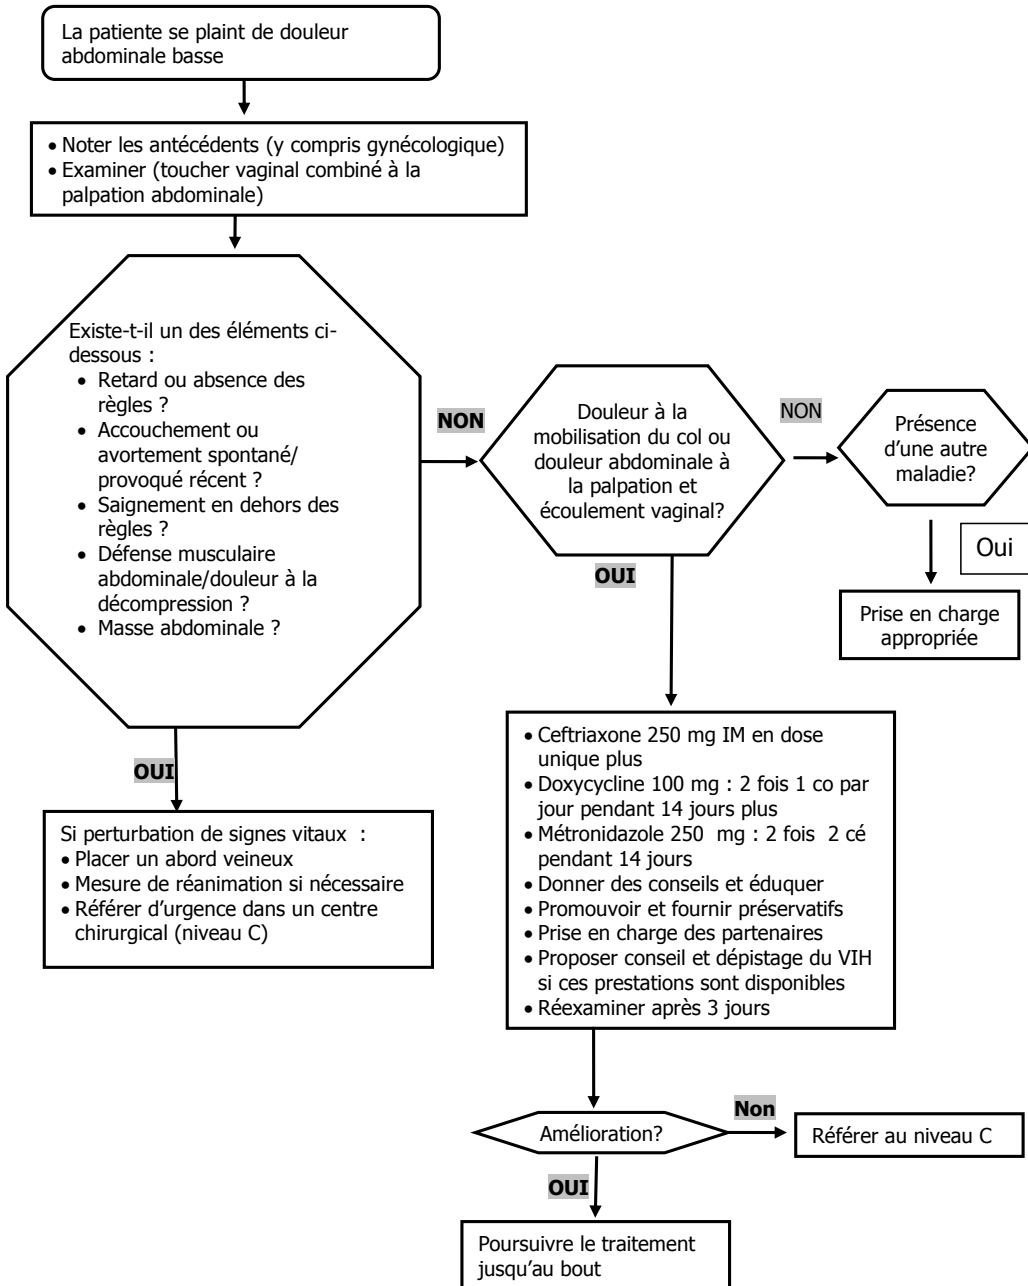 La patiente se plaint de douleur
abdominale basse
• Noter les antécédents (y compris gynécologique)
• Examiner (toucher vaginal combiné à la
palpation abdominale)
Existe-t-il un des éléments ci-
dessous :
• Retard ou absence des
règles ?
• Accouchement ou
avortement spontané/
provoqué récent ?
• Saignement en dehors des
règles ?
• Défense musculaire
abdominale/douleur à la
décompression ?
• Masse abdominale ?
NON
Douleur à la
mobilisation du col ou
douleur abdominale à
la palpation et
écoulement vaginal?
NON
Présence
d'une autre
maladie?
Oui
Prise en charge
appropriée
OUI
OUI
Si perturbation de signes vitaux :
• Placer un abord veineux
• Mesure de réanimation si nécessaire
• Référer d'urgence dans un centre
chirurgical (niveau C)
• Ceftriaxone 250 mg IM en dose
unique plus
• Doxycycline 100 mg : 2 fois 1 co par
jour pendant 14 jours plus
• Métronidazole 250 mg : 2 fois 2 cé
pendant 14 jours
• Donner des conseils et éduquer
• Promouvoir et fournir préservatifs
• Prise en charge des partenaires
• Proposer conseil et dépistage du VIH
si ces prestations sont disponibles
• Réexaminer après 3 jours
Amélioration?
Non
Référer au niveau C
OUI
Poursuivre le traitement
jusqu'au bout